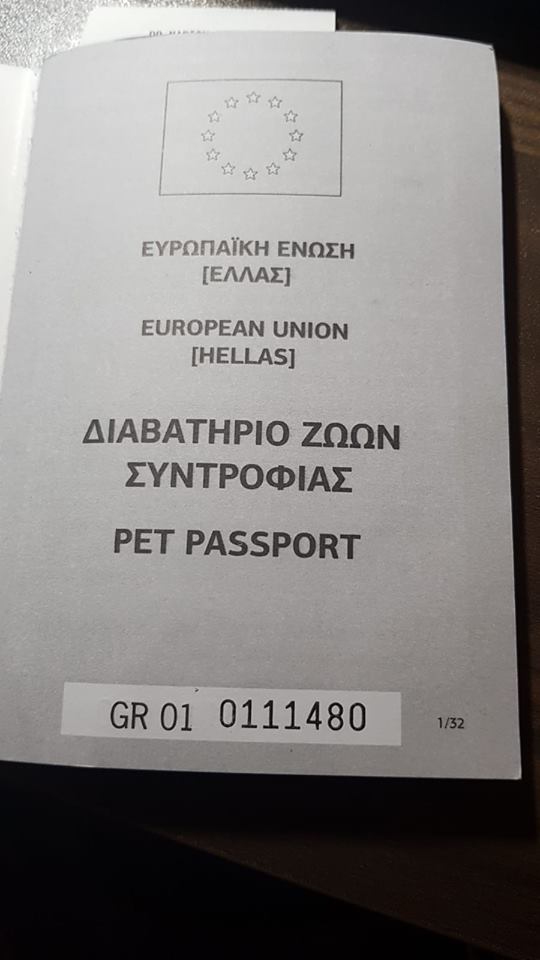 ΕΥΡΩΠΑΪΚΗ ΕΝΩΣΗ
[ΕΛΛΑΣ]
EUROPEAN UNION
[HELLAS]
ΔΙΑΒΑΤΗΡΙΟ ΖΩΩΝ
ΣΥΝΤΡΟΦΙΑΣ
PET PASSPORT
GR 01 0111480
1/32